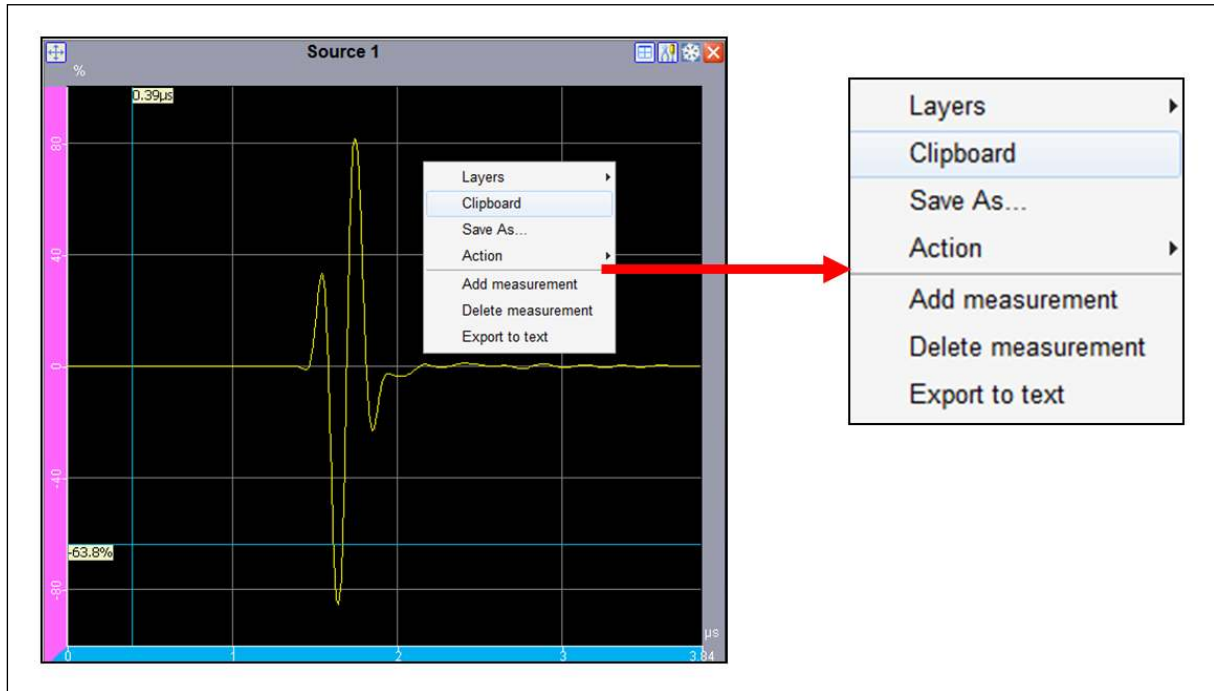 Source 1
%
0.39µs
80
40
0
-40
-80
-63.8%
0
1
2
3
3.84
µs
Layers
Clipboard
Save As...
Action
Add measurement
Delete measurement
Export to text
Layers
Clipboard
Save As...
Action
Add measurement
Delete measurement
Export to text